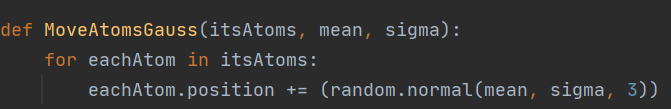 def MoveAtomsGauss(itsAtoms, mean, sigma):
    for eachAtom in itsAtoms:
        eachAtom.position += (random.normal(mean, sigma, 3))